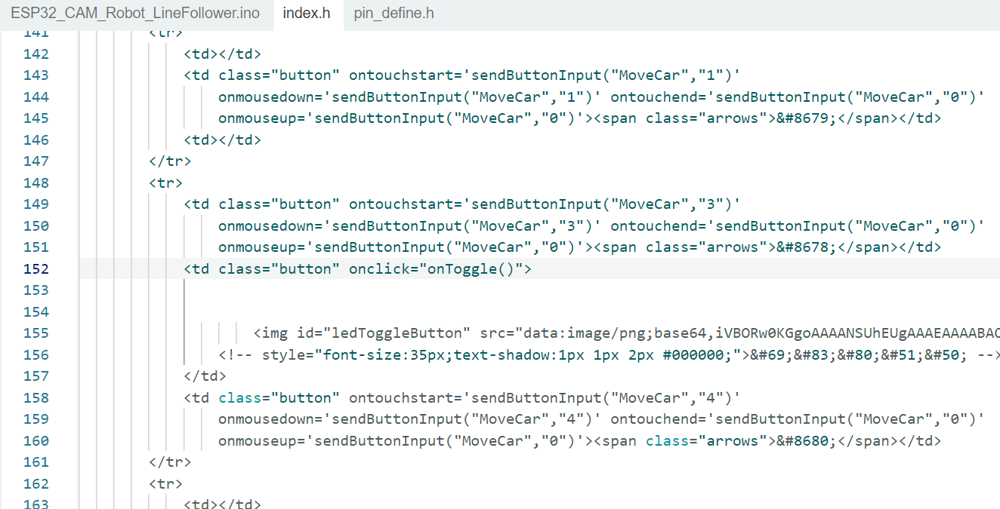 ESP32_CAM_Robot_LineFollower.ino index.h pin_define.h
141 <tr>
142 <td></td>
143 <td class="button" ontouchstart='sendButtonInput("MoveCar","1")'
144 onmousedown='sendButtonInput("MoveCar","1")' ontouchend='sendButtonInput("MoveCar","0")'
145 onmouseup='sendButtonInput("MoveCar","0")'><span class="arrows">&#8679;</span></td>
146 <td></td>
147 </tr>
148 <tr>
149 <td class="button" ontouchstart='sendButtonInput("MoveCar","3")'
150 onmousedown='sendButtonInput("MoveCar","3")' ontouchend='sendButtonInput("MoveCar","0")'
151 onmouseup='sendButtonInput("MoveCar","0")'><span class="arrows">&#8678;</span></td>
152 <td class="button" onclick="onToggle()">
153
154
155 <img id="ledToggleButton" src="data:image/png;base64,iVBORw0KGgoAAAANSUhEUgAAAEAAAABAC
156 <!-- style="font-size:35px;text-shadow:1px 1px 2px #000000;">&#69;&#83;&#80;&#51;&#50; -->
157 </td>
158 <td class="button" ontouchstart='sendButtonInput("MoveCar","4")'
159 onmousedown='sendButtonInput("MoveCar","4")' ontouchend='sendButtonInput("MoveCar","0")'
160 onmouseup='sendButtonInput("MoveCar","0")'><span class="arrows">&#8680;</span></td>
161 </tr>
162 <tr>
163 <td></td>